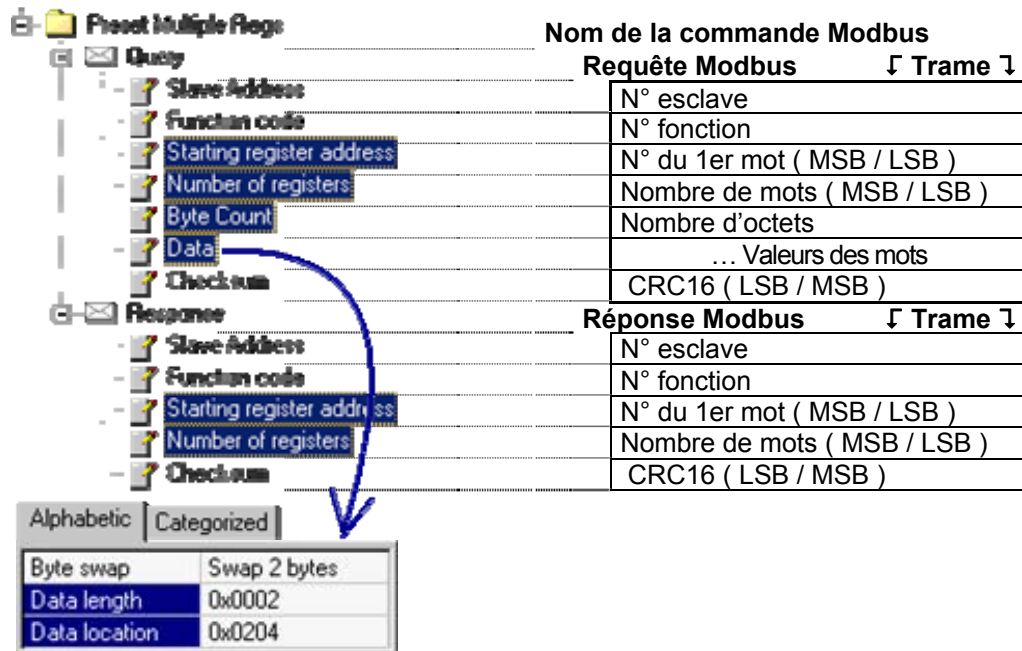 Preset Multiple Regs Nom de la commande Modbus
Query Requête Modbus Trame
Slave Address N° esclave
Function code N° fonction
Starting register address N° du 1er mot ( MSB / LSB )
Number of registers Nombre de mots ( MSB / LSB )
Byte Count Nombre d'octets
Data … Valeurs des mots
Checksum CRC16 ( LSB / MSB )
Response Réponse Modbus Trame
Slave Address N° esclave
Function code N° fonction
Starting register address N° du 1er mot ( MSB / LSB )
Number of registers Nombre de mots ( MSB / LSB )
Checksum CRC16 ( LSB / MSB )
Alphabetic Categorized
Byte swap Swap 2 bytes
Data length 0x0002
Data location 0x0204